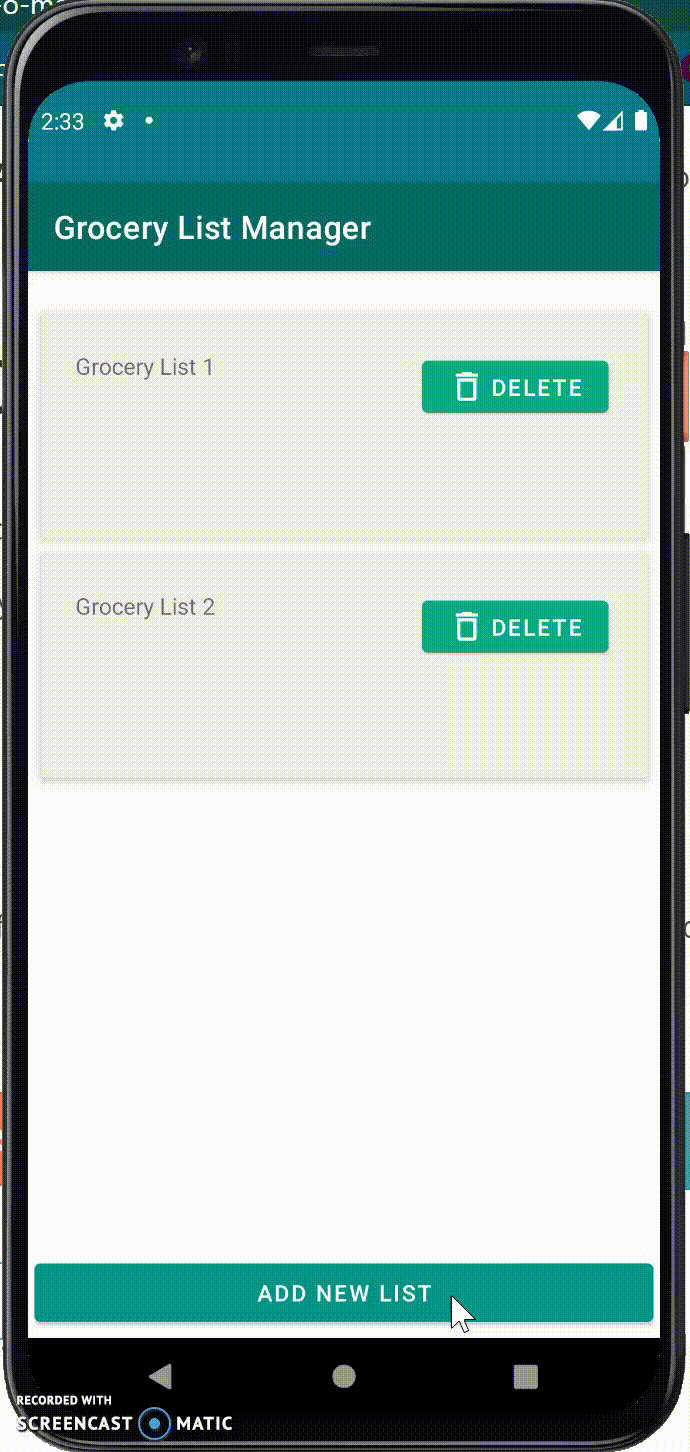 -o-m
2:33
Grocery List Manager
Grocery List 1
DELETE
Grocery List 2
DELETE
ADD NEW LIST
RECORDED WITH
SCREENCAST MATIC